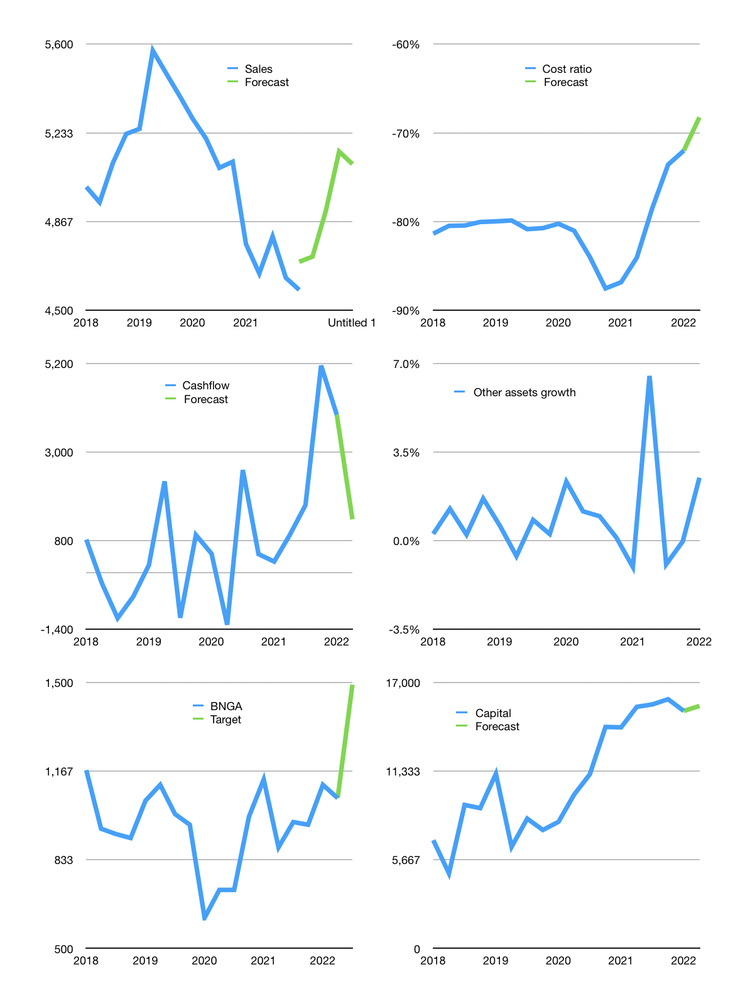 5,600
Sales
Forecast
5,233
4,867
4,500
2018 2019 2020 2021 Untitled 1
-60%
Cost ratio
Forecast
-70%
-80%
-90%
2018 2019 2020 2021 2022
5,200
Cashflow
Forecast
3,000
800
-1,400
2018 2019 2020 2021 2022
7.0%
Other assets growth
3.5%
0.0%
-3.5%
2018 2019 2020 2021 2022
1,500
BNGA
Target
1,167
833
500
2018 2019 2020 2021 2022
17,000
Capital
Forecast
11,333
5,667
0
2018 2019 2020 2021 2022